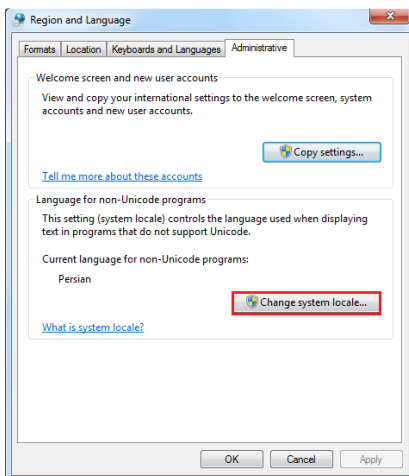 Region and Language
Formats Location Keyboards and Languages Administrative
Welcome screen and new user accounts
View and copy your international settings to the welcome screen, system
accounts and new user accounts.
Copy settings...
Tell me more about these accounts
Language for non-Unicode programs
This setting (system locale) controls the language used when displaying
text in programs that do not support Unicode.
Current language for non-Unicode programs:
Persian
Change system locale...
What is system locale?
OK Cancel Apply